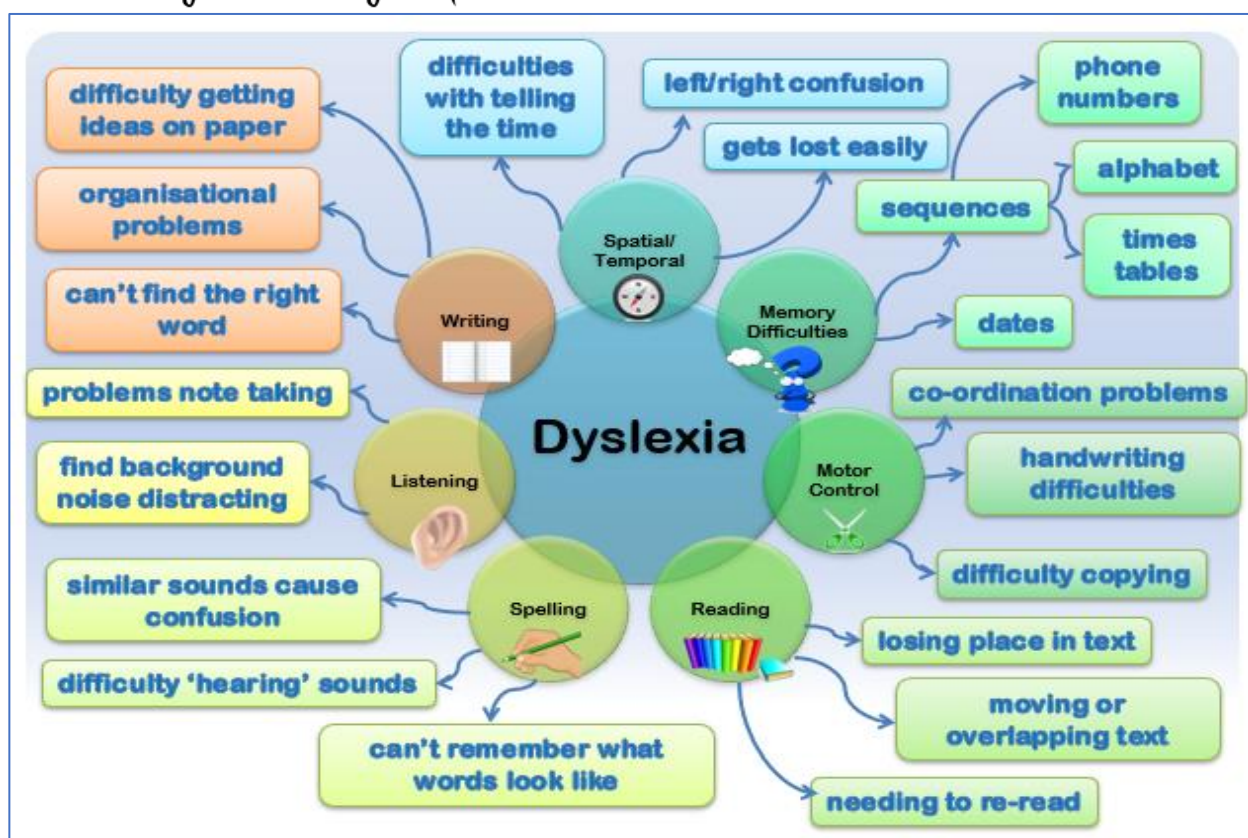 difficulty getting
ideas on paper
organisational
problems
can't find the right
word
problems note taking
find background
noise distracting
similar sounds cause
confusion
difficulty 'hearing' sounds
can't remember what
words look like
difficulties
with telling
the time
left/right confusion
gets lost easily
phone
numbers
sequences
alphabet
times
tables
dates
co-ordination problems
handwriting
difficulties
difficulty copying
losing place in text
moving or
overlapping text
needing to re-read
Spatial/
Temporal
Memory
Difficulties
Motor
Control
Reading
Spelling
Listening
Writing
Dyslexia